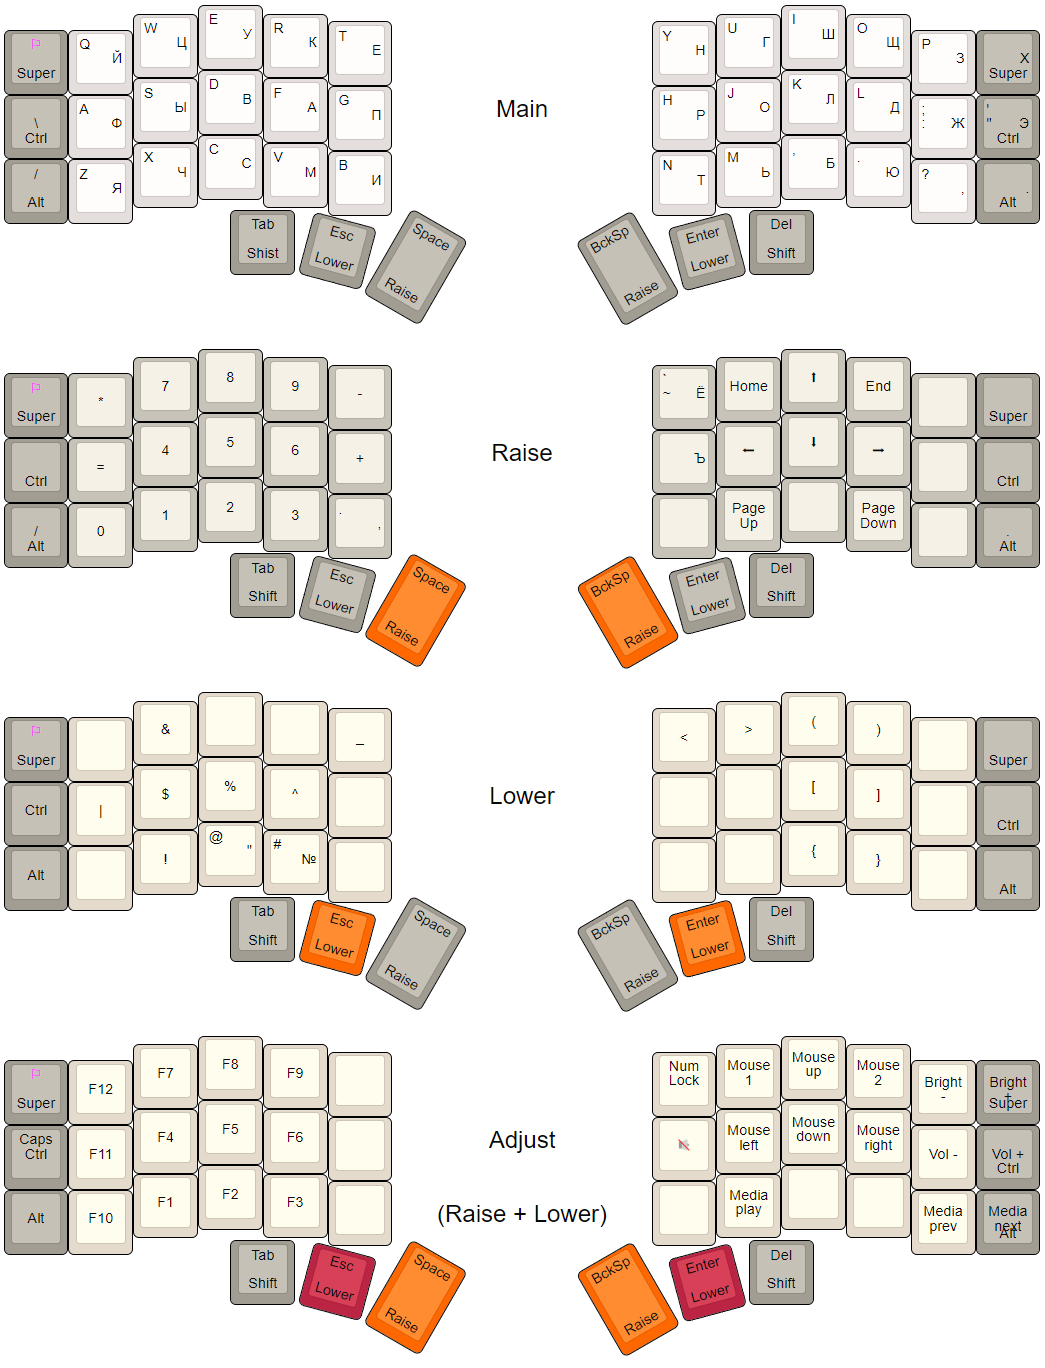 Main
⚐ Super
Q Й
W Ц
E У
R К
T Е
Y Н
U Г
I Ш
O Щ
P З
Х Super
\ Ctrl
A Ф
S Ы
D В
F А
G П
H Р
J О
K Л
L Д
; : Ж
' " Э Ctrl
/ Alt
Z Я
X Ч
C С
V М
B И
N Т
M Ь
, Б
. Ю
? ,
. Alt
Tab Shist
Esc Lower
Space Raise
BckSp Raise
Enter Lower
Del Shift
Raise
⚐ Super
*
7
8
9
-
` ~ Ё
Home
⬆
End
Super
Ctrl
=
4
5
6
+
Ъ
⬅
⬇
➡
Ctrl
/ Alt
0
1
2
3
. ,
Page Up
Page Down
. Alt
Tab Shift
Esc Lower
Space Raise
BckSp Raise
Enter Lower
Del Shift
Lower
⚐ Super
&
_
<
>
(
)
Super
Ctrl
|
$
%
^
[
]
Ctrl
Alt
!
@ "
# №
{
}
Alt
Tab Shift
Esc Lower
Space Raise
BckSp Raise
Enter Lower
Del Shift
Adjust
(Raise + Lower)
⚐ Super
F12
F7
F8
F9
Num Lock
Mouse 1
Mouse up
Mouse 2
Bright -
Bright + Super
Caps Ctrl
F11
F4
F5
F6
Mouse left
Mouse down
Mouse right
Vol -
Vol + Ctrl
Alt
F10
F1
F2
F3
Media play
Media prev
Media next Alt
Tab Shift
Esc Lower
Space Raise
BckSp Raise
Enter Lower
Del Shift